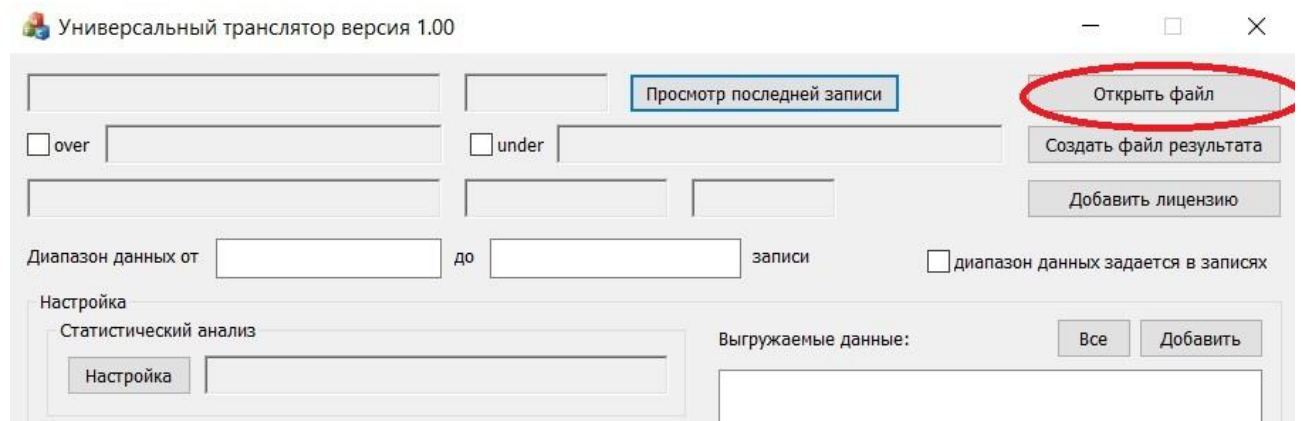 Универсальный транслятор версия 1.00
Просмотр последней записи
Открыть файл
over
under
Создать файл результата
Добавить лицензию
Диапазон данных от
до
записи
диапазон данных задается в записях
Настройка
Статистический анализ
Выгружаемые данные:
Все
Добавить
Настройка